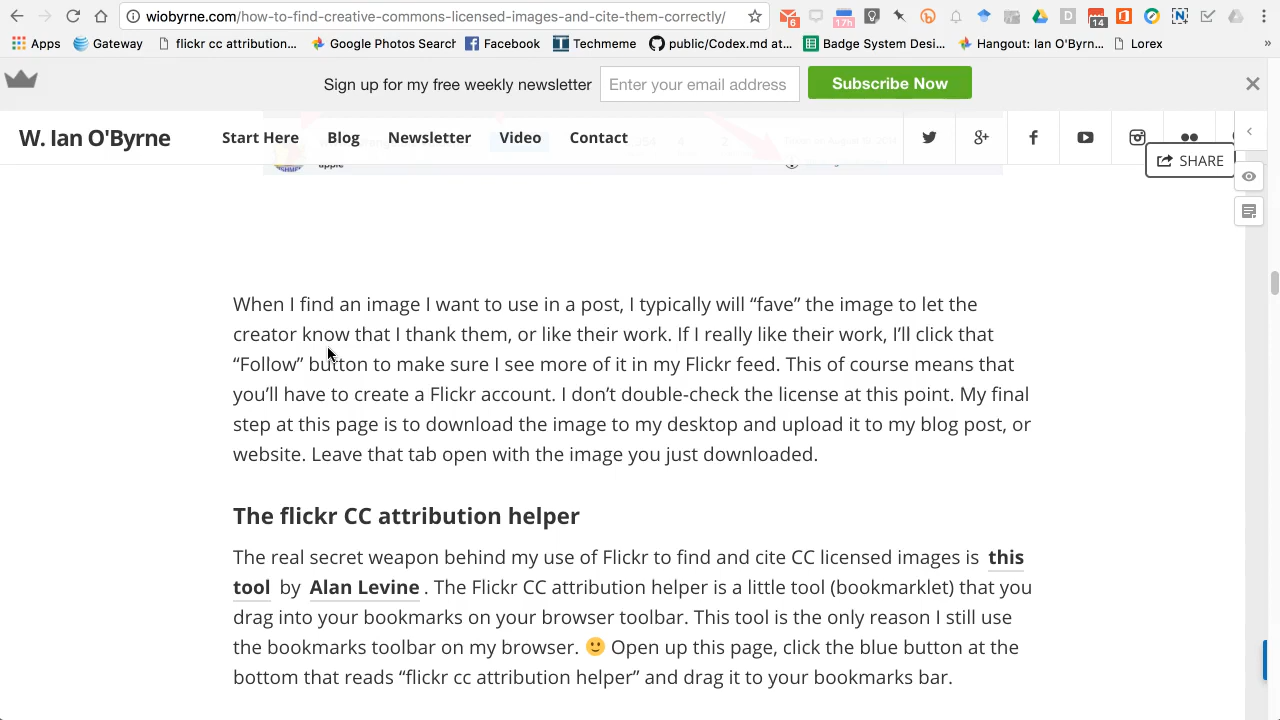 wiobyrne.com/how-to-find-creative-commons-licensed-images-and-cite-them-correctly/
6
17h
14
Apps Gateway flickr cc attribution... Google Photos Searc Facebook Techmeme public/Codex.md at... Badge System Desi... Hangout: Ian O'Bryn... Lorex »
Sign up for my free weekly newsletter Enter your email address Subscribe Now
W. Ian O'Byrne Start Here Blog Newsletter Video Contact
apple
SHARE
When I find an image I want to use in a post, I typically will “fave” the image to let the
creator know that I thank them, or like their work. If I really like their work, I’ll click that
“Follow” button to make sure I see more of it in my Flickr feed. This of course means that
you’ll have to create a Flickr account. I don’t double-check the license at this point. My final
step at this page is to download the image to my desktop and upload it to my blog post, or
website. Leave that tab open with the image you just downloaded.
The flickr CC attribution helper
The real secret weapon behind my use of Flickr to find and cite CC licensed images is this
tool by Alan Levine . The Flickr CC attribution helper is a little tool (bookmarklet) that you
drag into your bookmarks on your browser toolbar. This tool is the only reason I still use
the bookmarks toolbar on my browser. 🙂 Open up this page, click the blue button at the
bottom that reads “flickr cc attribution helper” and drag it to your bookmarks bar.